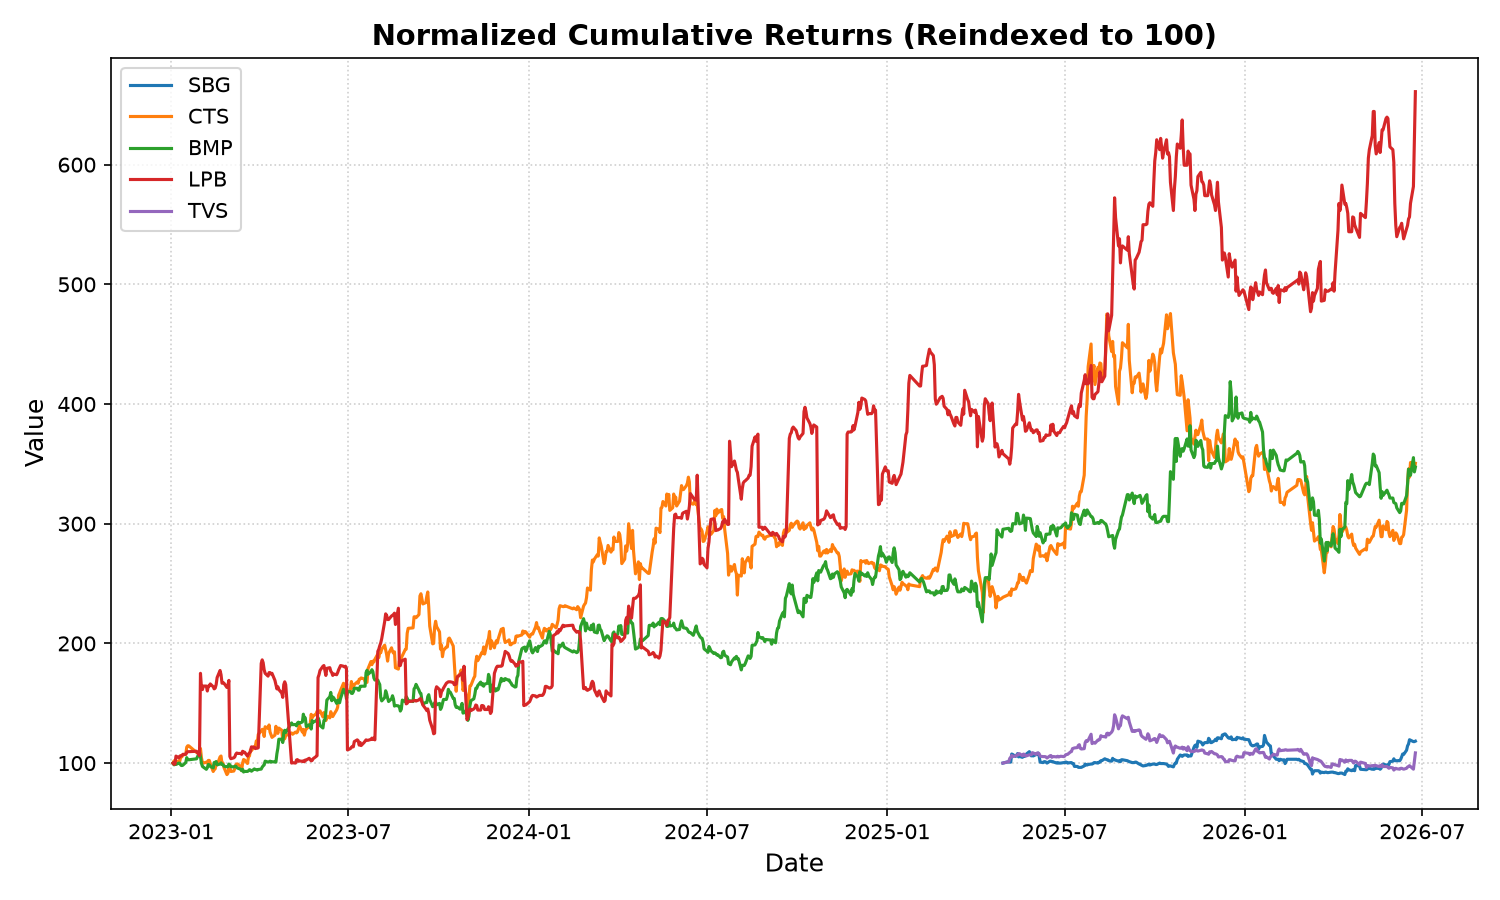 Normalized Cumulative Returns (Reindexed to 100)
SBG
CTS
BMP
LPB
TVS
Value
600
500
400
300
200
100
2023-01
2023-07
2024-01
2024-07
2025-01
2025-07
2026-01
2026-07
Date